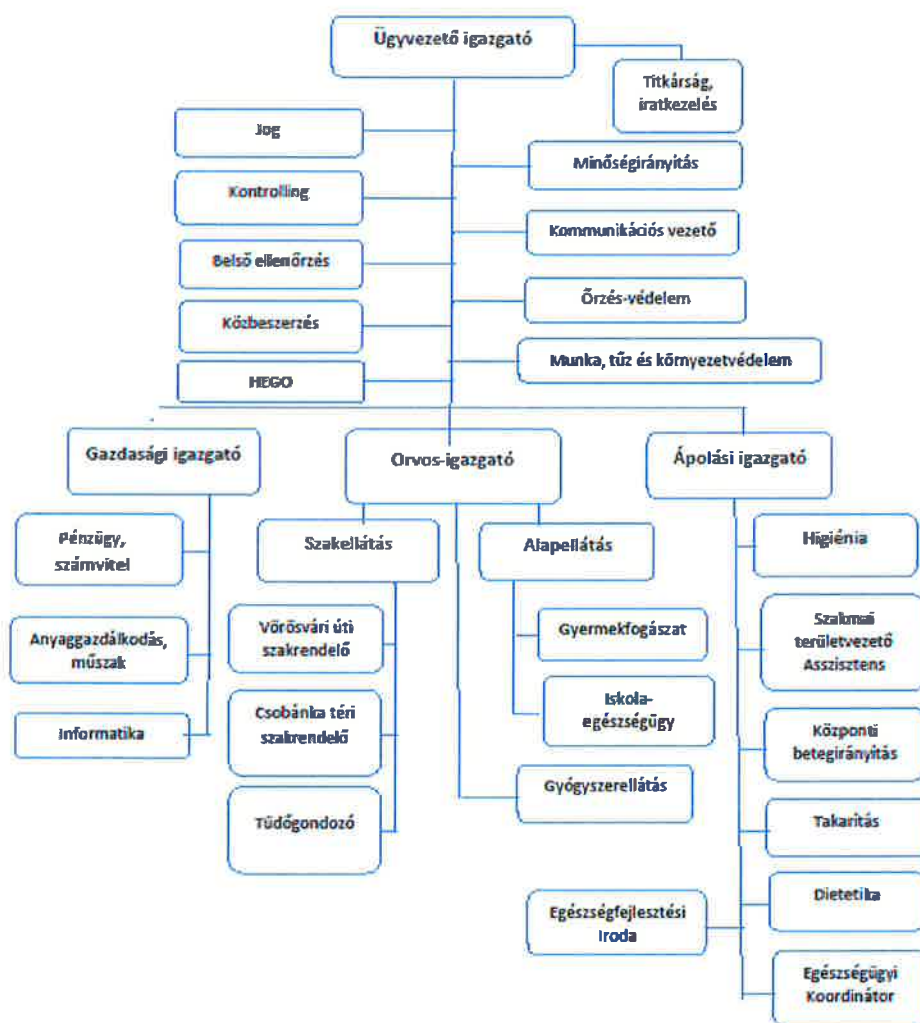 Ügyvezető igazgató
Titkárság,
iratkezelés
Jog
Minőségirányítás
Kontrolling
Kommunikációs vezető
Belső ellenőrzés
Őrzés-védelem
Közbeszerzés
Munka, tűz és környezetvédelem
HEGO
Gazdasági igazgató
Orvos-igazgató
Ápolási igazgató
Pénzügy,
számvitel
Szakellátás
Alapellátás
Higiénia
Anyaggazdálkodás,
műszak
Vörösvári úti
szakrendelő
Gyermekfogászat
Szakmai
területvezető
Asszisztens
Informatika
Csobánka téri
szakrendelő
Iskola-
egészségügy
Központi
betegirányítás
Tüdőgondozó
Gyógyszerellátás
Takarítás
Egészségfejlesztési
Iroda
Dietetika
Egészségügyi
Koordinátor